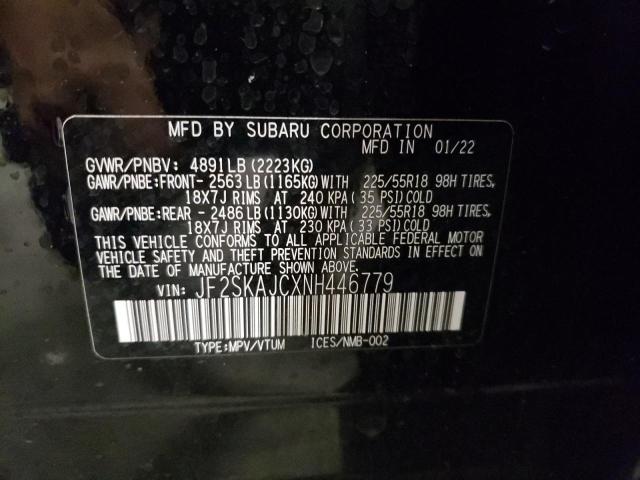 MFD BY SUBARU CORPORATION
MFD IN 01/22
GVWR/PNBV: 4891LB(2223KG)
GAWR/PNBE:FRONT- 2563LB(1165KG)WITH 225/55R18 98H TIRES,
18X7J RIMS AT 240 KPA(35 PSI)COLD
GAWR/PNBE:REAR - 2486LB(1130KG)WITH 225/55R18 98H TIRES,
18X7J RIMS AT 230 KPA(33 PSI)COLD
THIS VEHICLE CONFORMS TO ALL APPLICABLE FEDERAL MOTOR
VEHICLE SAFETY AND THEFT PREVENTION STANDARDS IN EFFECT ON
THE DATE OF MANUFACTURE SHOWN ABOVE.
VIN: JF2SKAJCXNH446779
TYPE:MPV/VTUM ICES/NMB-002